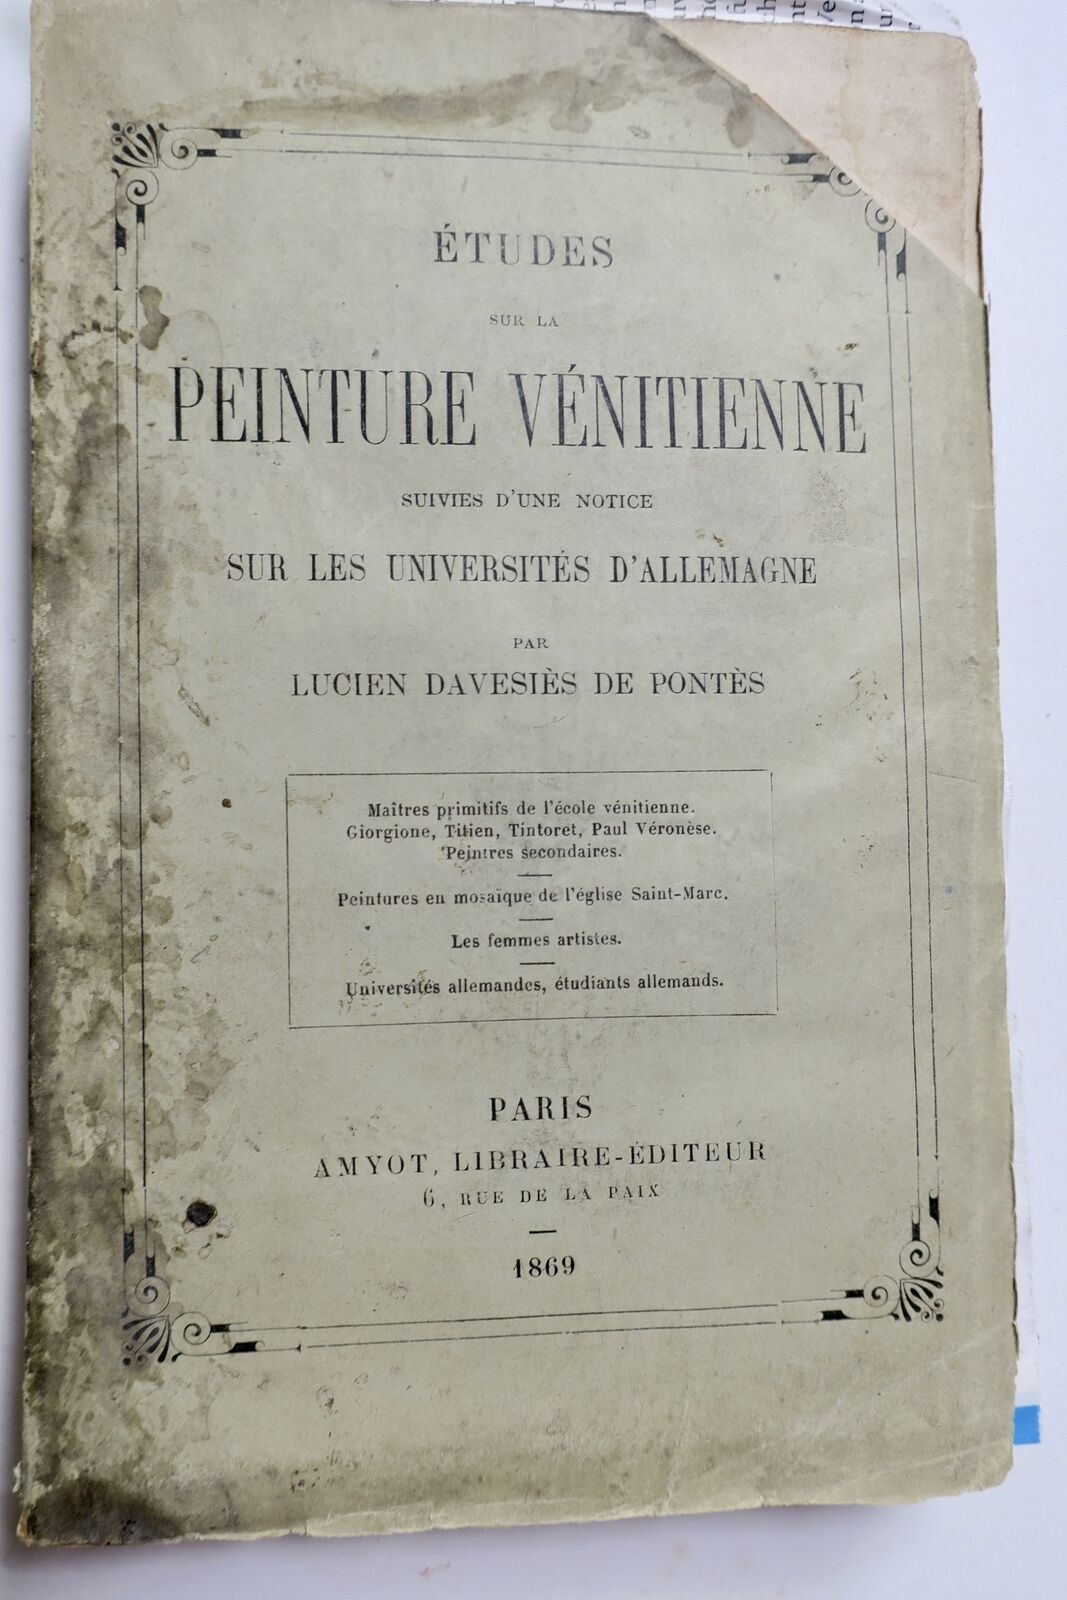 ÉTUDES
SUR LA
PEINTURE VÉNITIENNE
SUIVIES D'UNE NOTICE
SUR LES UNIVERSITÉS D'ALLEMAGNE
PAR
LUCIEN DAVESIÈS DE PONTÈS
Maîtres primitifs de l'école vénitienne.
Giorgione, Titien, Tintoret, Paul Véronèse.
Peintres secondaires.
Peintures en mosaïque de l'église Saint-Marc.
Les femmes artistes.
Universités allemandes, étudiants allemands.
PARIS
AMYOT, LIBRAIRE-ÉDITEUR
6, RUE DE LA PAIX
1869